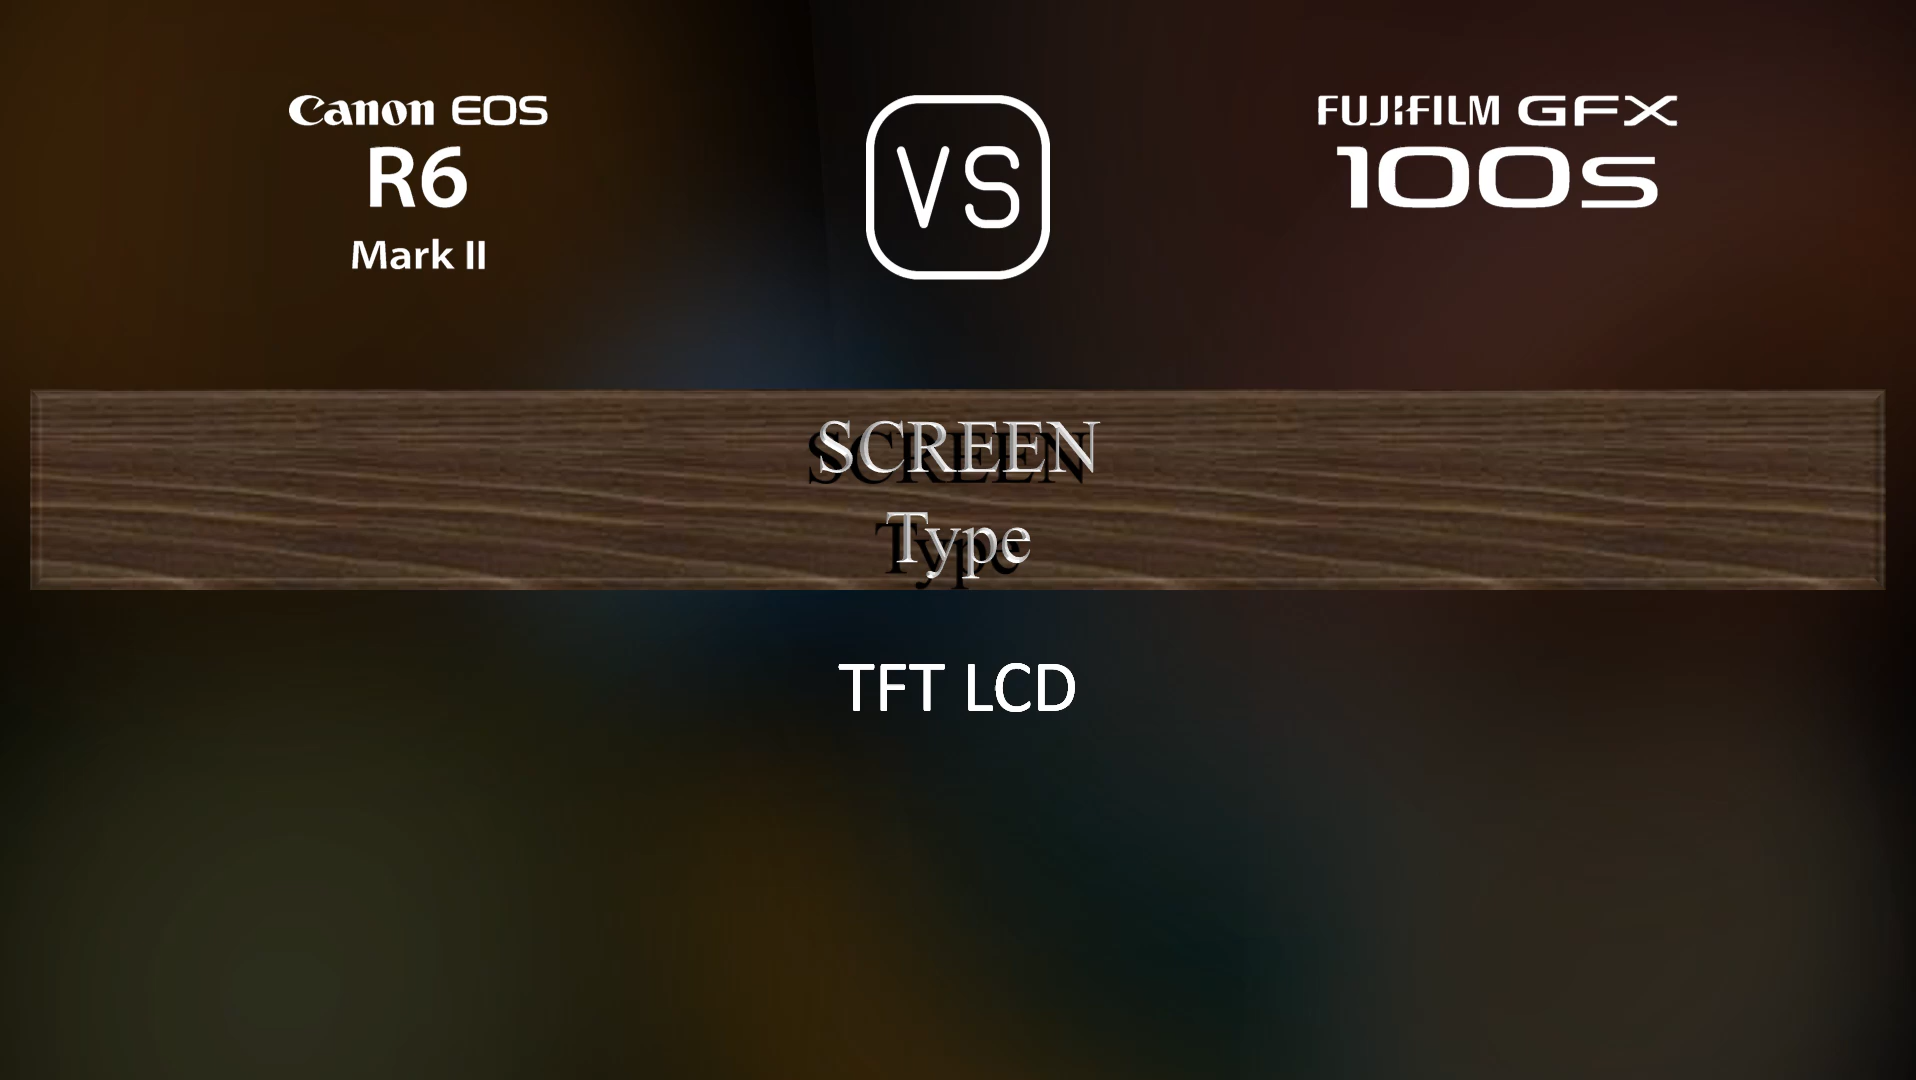 Canon EOS
R6
Mark II
VS
FUJIFILM GFX
100S
SCREEN
Type
TFT LCD